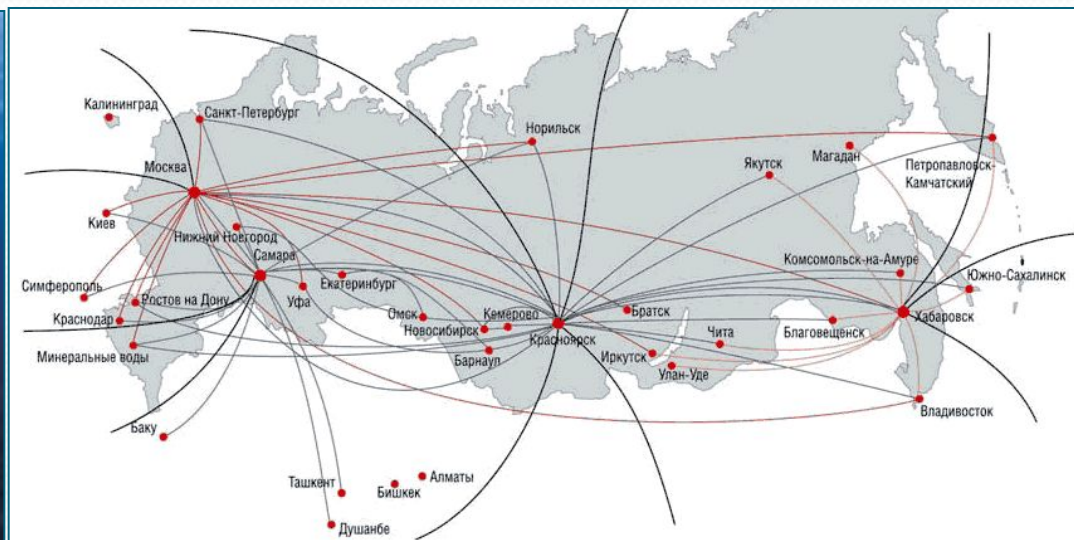 Калининград
Санкт-Петербург
Норильск
Москва
Якутск
Магадан
Петропавловск-
Камчатский
Киев
Нижний Новгород
Самара
Комсомольск-на-Амуре
Южно-Сахалинск
Симферополь
Ростов на Дону
Уфа
Екатеринбург
Омск
Кемерово
Братск
Хабаровск
Краснодар
Новосибирск
Красноярск
Чита
Благовещенск
Минеральные воды
Барнаул
Иркутск
Улан-Уде
Владивосток
Баку
Ташкент
Бишкек
Алматы
Душанбе